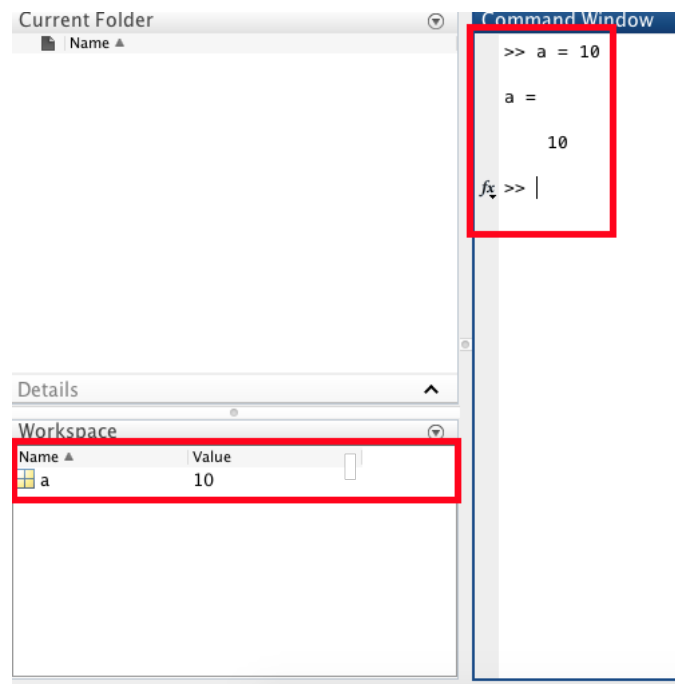 Current Folder
Name
Details
Workspace
Name Value
a 10
Command Window
>> a = 10
a =
10
fx >>